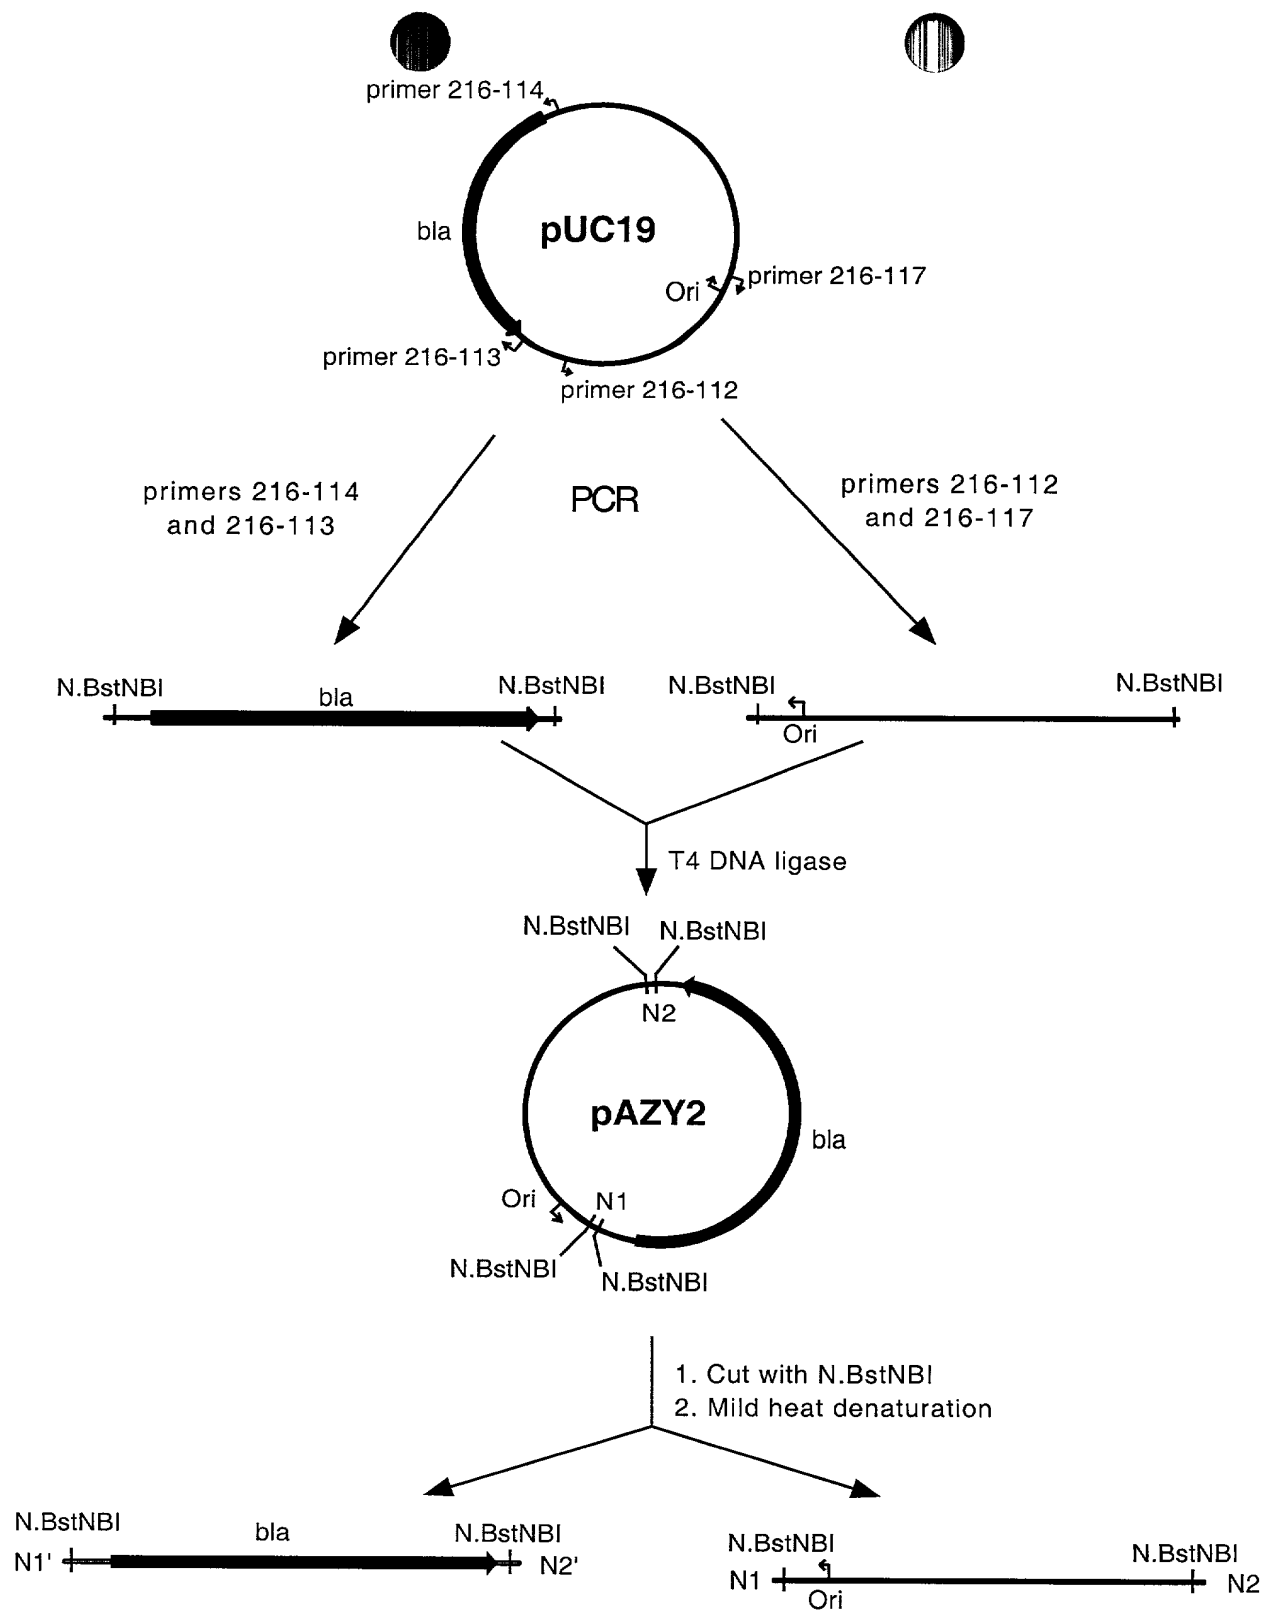 primer 216-114
bla
pUC19
Ori
primer 216-117
primer 216-113
primer 216-112
primers 216-114
and 216-113
PCR
primers 216-112
and 216-117
N.BstNBI
bla
N.BstNBI
N.BstNBI
Ori
N.BstNBI
T4 DNA ligase
N.BstNBI
N.BstNBI
N2
pAZY2
bla
Ori
N1
N.BstNBI
N.BstNBI
1. Cut with N.BstNBI
2. Mild heat denaturation
N.BstNBI
bla
N.BstNBI
N1'
N2'
N.BstNBI
N.BstNBI
N1
Ori
N2